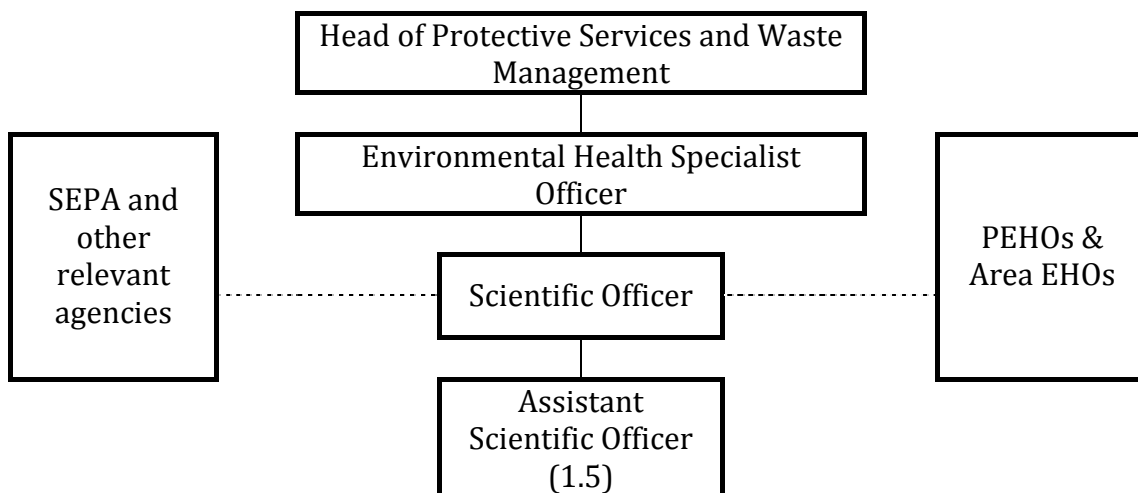 Head of Protective Services and Waste
Management
Environmental Health Specialist
Officer
SEPA and
other
relevant
agencies
Scientific Officer
PEHOs &
Area EHOs
Assistant
Scientific Officer
(1.5)